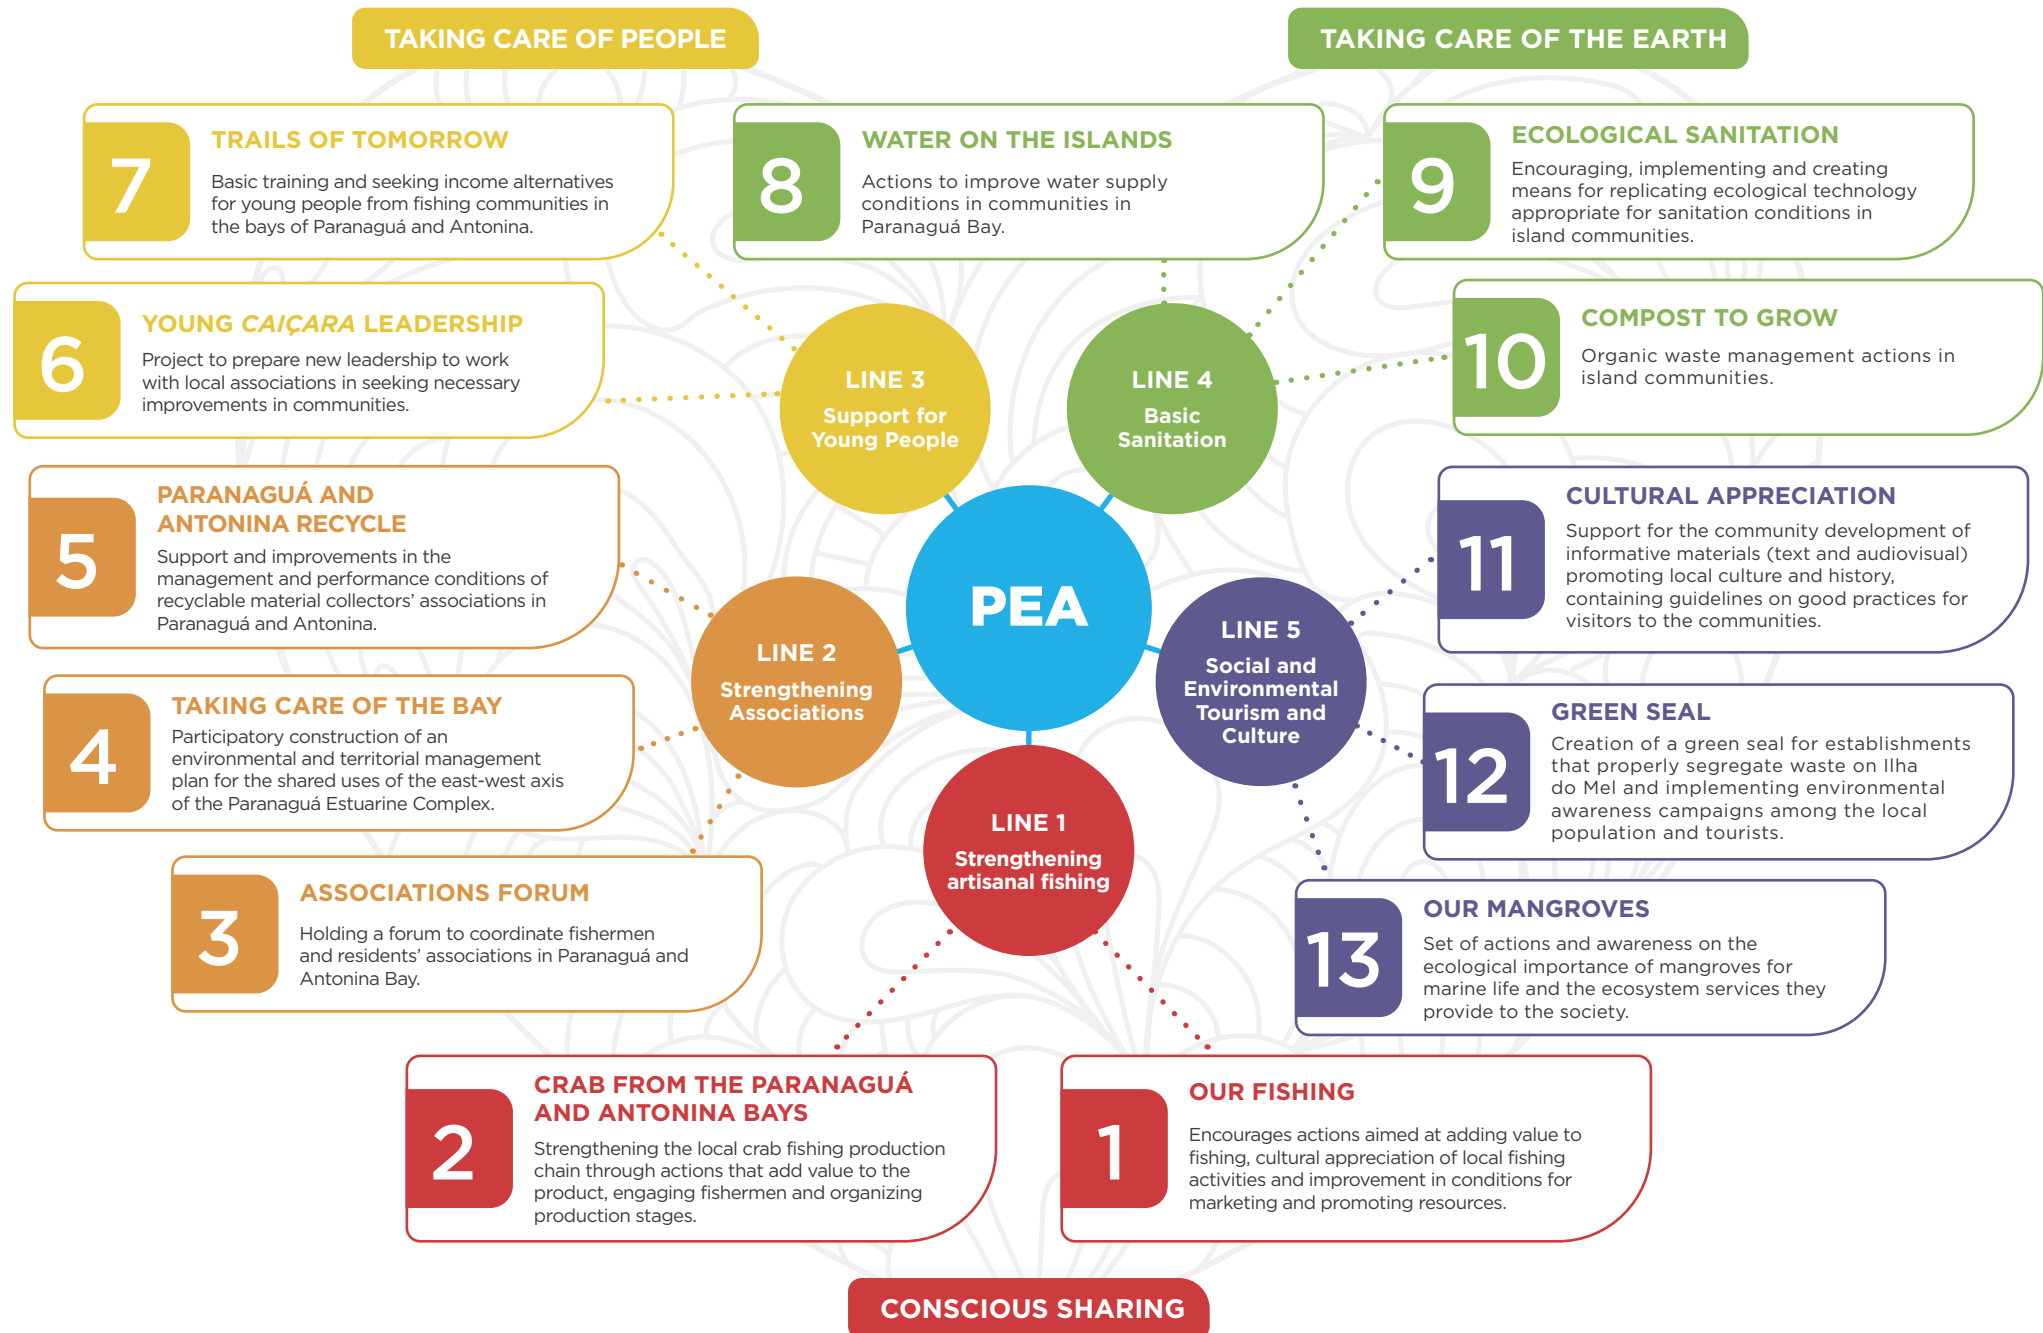 TAKING CARE OF PEOPLE
TAKING CARE OF THE EARTH
7
TRAILS OF TOMORROW
Basic training and seeking income alternatives
for young people from fishing communities in
the bays of Paranaguá and Antonina.
8
WATER ON THE ISLANDS
Actions to improve water supply
conditions in communities in
Paranaguá Bay.
9
ECOLOGICAL SANITATION
Encouraging, implementing and creating
means for replicating ecological technology
appropriate for sanitation conditions in
island communities.
6
YOUNG CAIÇARA LEADERSHIP
Project to prepare new leadership to work
with local associations in seeking necessary
improvements in communities.
LINE 3
Support for
Young People
LINE 4
Basic
Sanitation
10
COMPOST TO GROW
Organic waste management actions in
island communities.
5
PARANAGUÁ AND
ANTONINA RECYCLE
Support and improvements in the
management and performance conditions of
recyclable material collectors’ associations in
Paranaguá and Antonina.
PEA
11
CULTURAL APPRECIATION
Support for the community development of
informative materials (text and audiovisual)
promoting local culture and history,
containing guidelines on good practices for
visitors to the communities.
LINE 2
Strengthening
Associations
LINE 5
Social and
Environmental
Tourism and
Culture
4
TAKING CARE OF THE BAY
Participatory construction of an
environmental and territorial management
plan for the shared uses of the east-west axis
of the Paranaguá Estuarine Complex.
12
GREEN SEAL
Creation of a green seal for establishments
that properly segregate waste on Ilha
do Mel and implementing environmental
awareness campaigns among the local
population and tourists.
LINE 1
Strengthening
artisanal fishing
3
ASSOCIATIONS FORUM
Holding a forum to coordinate fishermen
and residents’ associations in Paranaguá and
Antonina Bay.
13
OUR MANGROVES
Set of actions and awareness on the
ecological importance of mangroves for
marine life and the ecosystem services they
provide to the society.
2
CRAB FROM THE PARANAGUÁ
AND ANTONINA BAYS
Strengthening the local crab fishing production
chain through actions that add value to the
product, engaging fishermen and organizing
production stages.
1
OUR FISHING
Encourages actions aimed at adding value to
fishing, cultural appreciation of local fishing
activities and improvement in conditions for
marketing and promoting resources.
CONSCIOUS SHARING